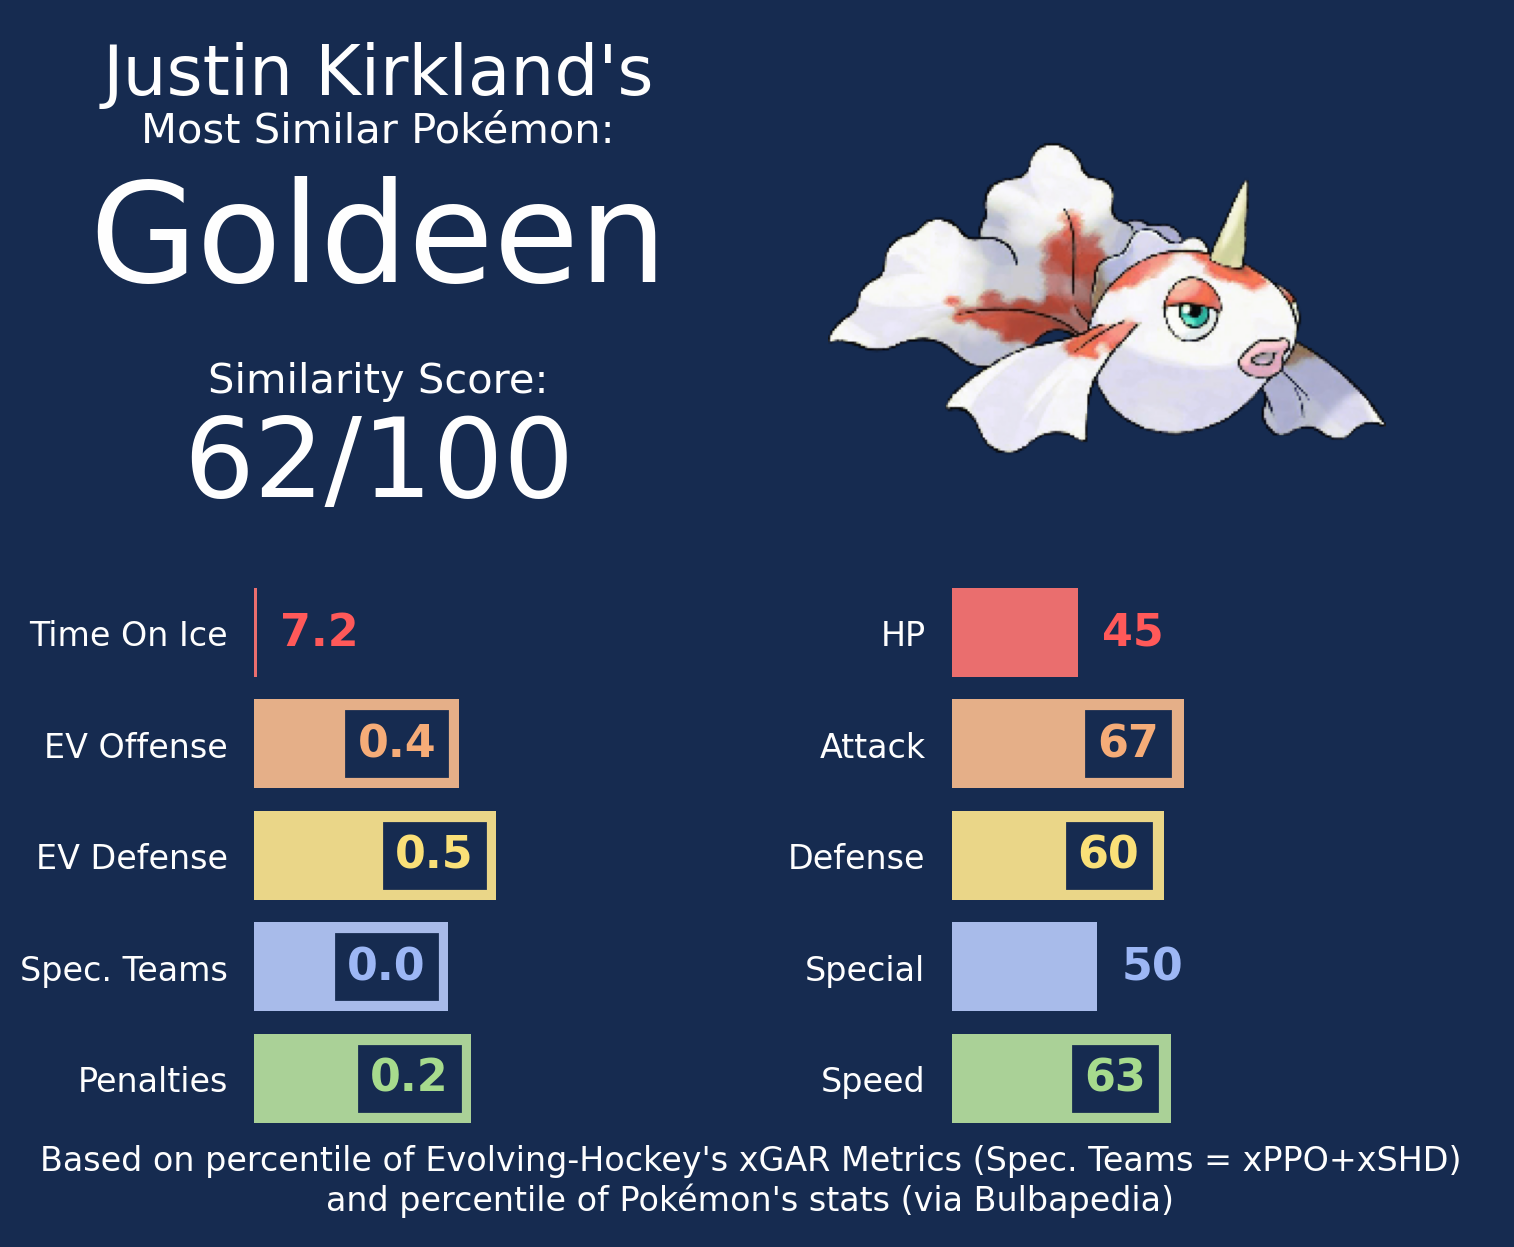 Justin Kirkland's
Most Similar Pokémon:
Goldeen
Similarity Score:
62/100
Time On Ice 7.2
EV Offense 0.4
EV Defense 0.5
Spec. Teams 0.0
Penalties 0.2
HP 45
Attack 67
Defense 60
Special 50
Speed 63
Based on percentile of Evolving-Hockey's xGAR Metrics (Spec. Teams = xPPO+xSHD)
and percentile of Pokémon's stats (via Bulbapedia)